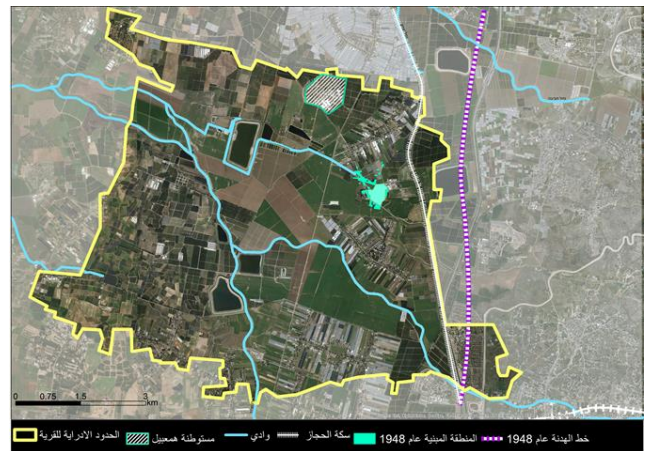 0 0.75 1.5 3
km
الحدود الادراية للقرية مستوطنة همعبيل وادي سكة الحجاز المنطقة المبنية عام 1948 خط الهدنة عام 1948